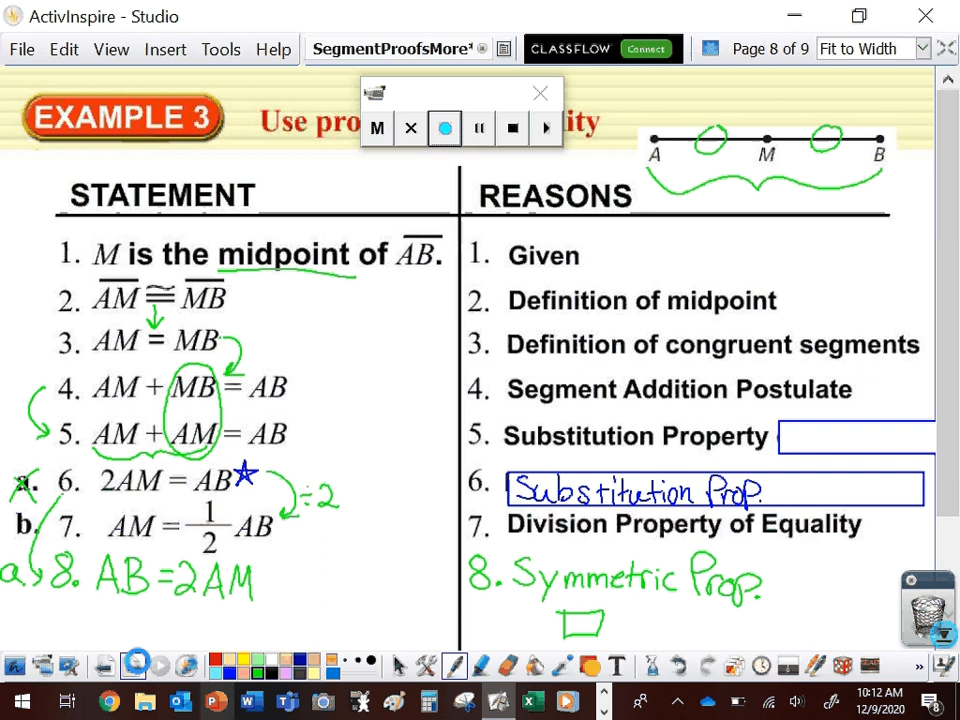 ActivInspire - Studio
File Edit View Insert Tools Help SegmentProofsMore* CLASSFLOW Connect Page 8 of 9 Fit to Width
EXAMPLE 3 Use pro
M
A M B
STATEMENT REASONS
1. M is the midpoint of AB. 1. Given
2. AM ≅ MB 2. Definition of midpoint
3. AM = MB 3. Definition of congruent segments
4. AM + MB = AB 4. Segment Addition Postulate
5. AM + AM = AB 5. Substitution Property
a. 6. 2AM = AB 6. Substitution Prop.
÷2
b. 7. AM = 1/2 AB 7. Division Property of Equality
a. 8. AB = 2AM 8. Symmetric Prop.
T
10:12 AM
12/9/2020
8